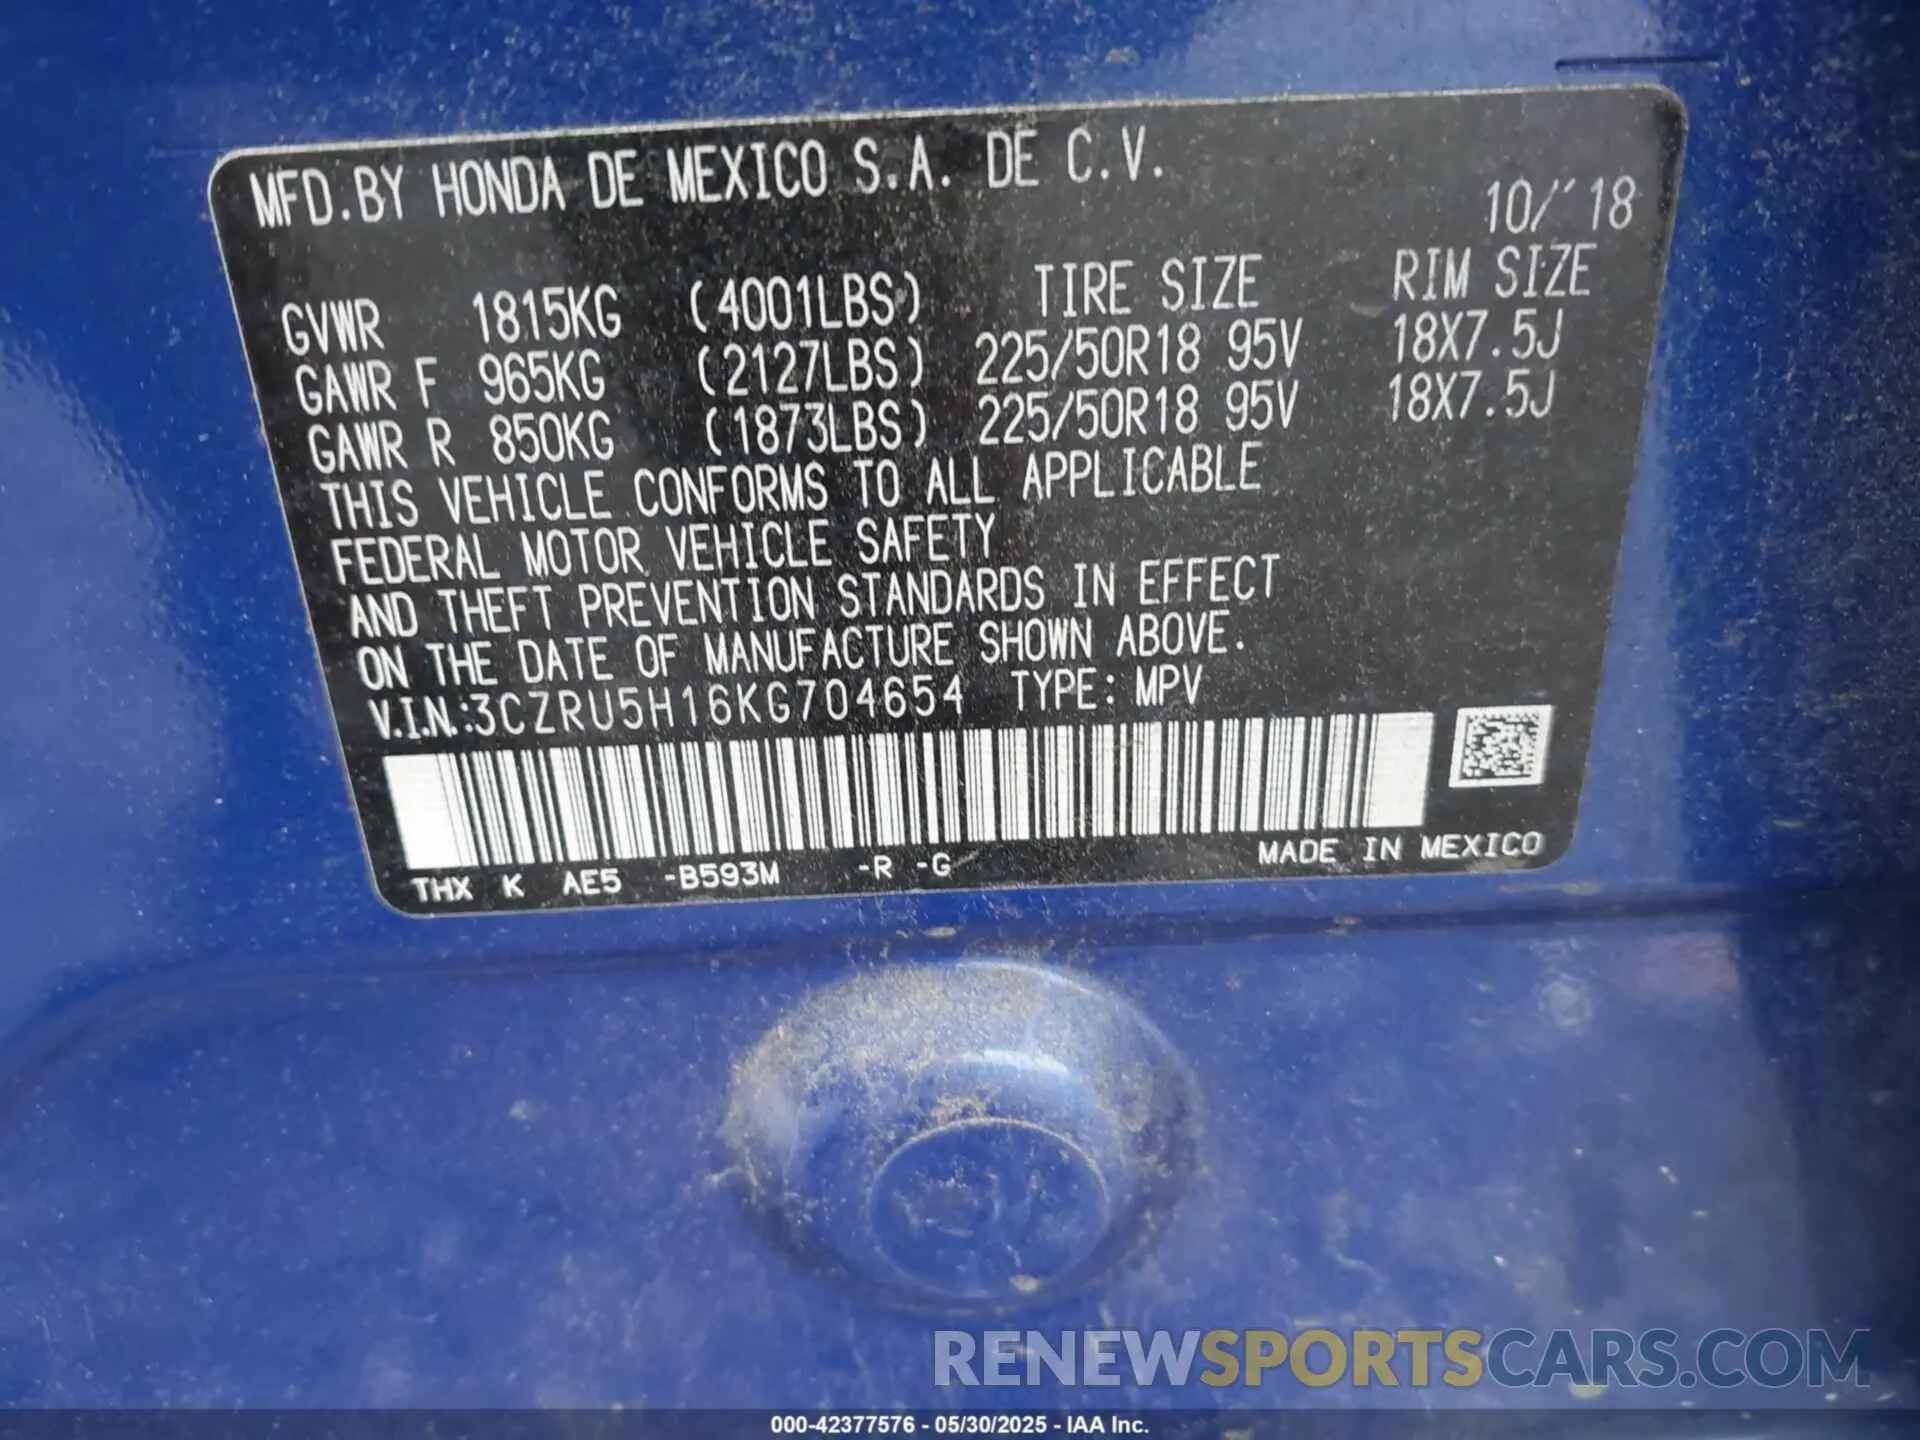 MFD.BY HONDA DE MEXICO S.A. DE C.V.
10/'18
GVWR 1815KG (4001LBS) TIRE SIZE RIM SIZE
GAWR F 965KG (2127LBS) 225/50R18 95V 18X7.5J
GAWR R 850KG (1873LBS) 225/50R18 95V 18X7.5J
THIS VEHICLE CONFORMS TO ALL APPLICABLE
FEDERAL MOTOR VEHICLE SAFETY
AND THEFT PREVENTION STANDARDS IN EFFECT
ON THE DATE OF MANUFACTURE SHOWN ABOVE.
V.I.N.:3CZRU5H16KG704654 TYPE: MPV
THX K AE5 -B593M -R -G MADE IN MEXICO
RENEWSPORTSCARS.COM
000-42377576 - 05/30/2025 - IAA Inc.